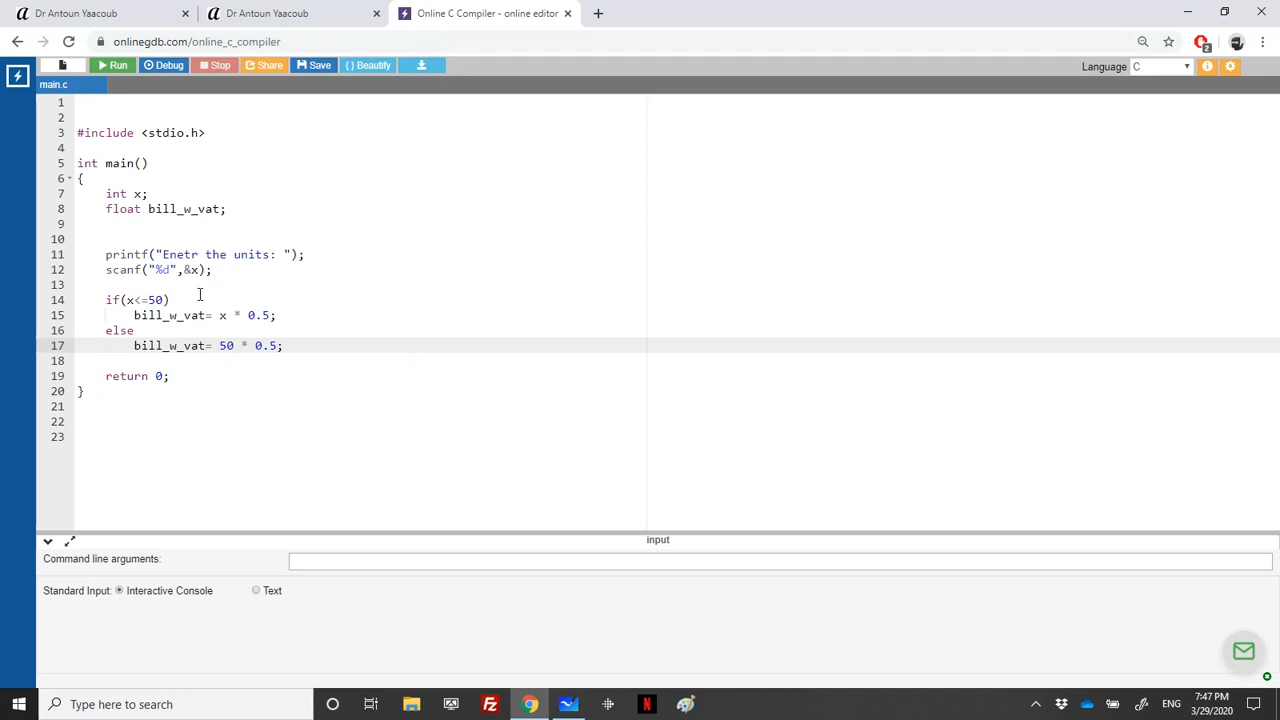 Dr Antoun Yaacoub
Dr Antoun Yaacoub
Online C Compiler - online editor
onlinegdb.com/online_c_compiler
2
Run
Debug
Stop
Share
Save
{ } Beautify
Language
C
main.c
1
2
3 #include <stdio.h>
4
5 int main()
6 {
7 int x;
8 float bill_w_vat;
9
10
11 printf("Enetr the units: ");
12 scanf("%d",&x);
13
14 if(x<=50)
15 bill_w_vat= x * 0.5;
16 else
17 bill_w_vat= 50 * 0.5;
18
19 return 0;
20 }
21
22
23
input
Command line arguments:
Standard Input: Interactive Console Text
Type here to search
Fz
N
ENG
7:47 PM
3/29/2020